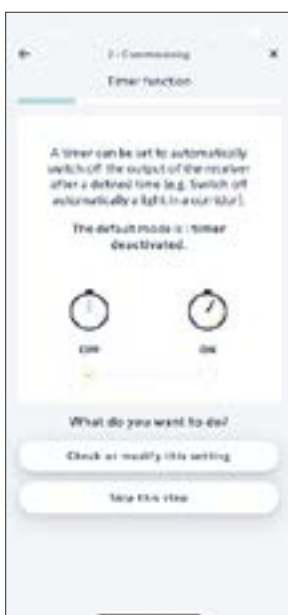 2 - Commissioning
Timer function
A timer can be set to automatically
switch off the output of the receiver
after a defined time (e.g. Switch off
automatically a light in a corridor).
The default mode is : timer
deactivated.
OFF
ON
What do you want to do?
Check or modify this setting
Skip this step